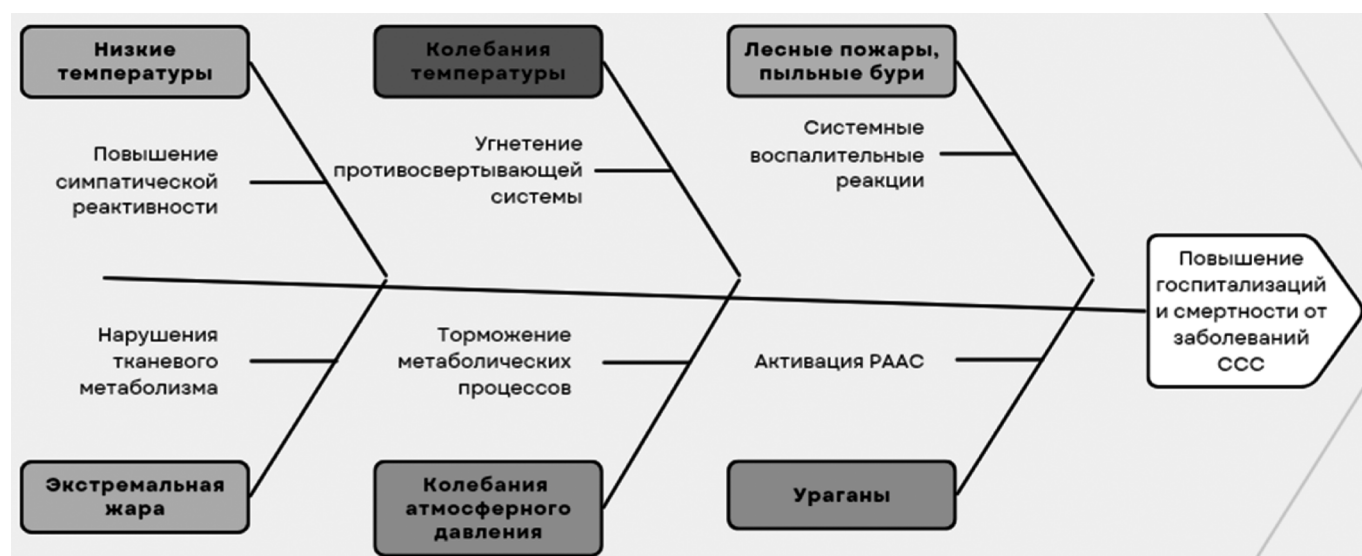 Низкие
температуры
Колебания
температуры
Лесные пожары,
пыльные бури
Повышение
симпатической
реактивности
Угнетение
противосвертывающей
системы
Системные
воспалительные
реакции
Повышение
госпитализаций
и смертности от
заболеваний
ССС
Нарушения
тканевого
метаболизма
Торможение
метаболических
процессов
Активация РААС
Экстремальная
жара
Колебания
атмосферного
давления
Ураганы